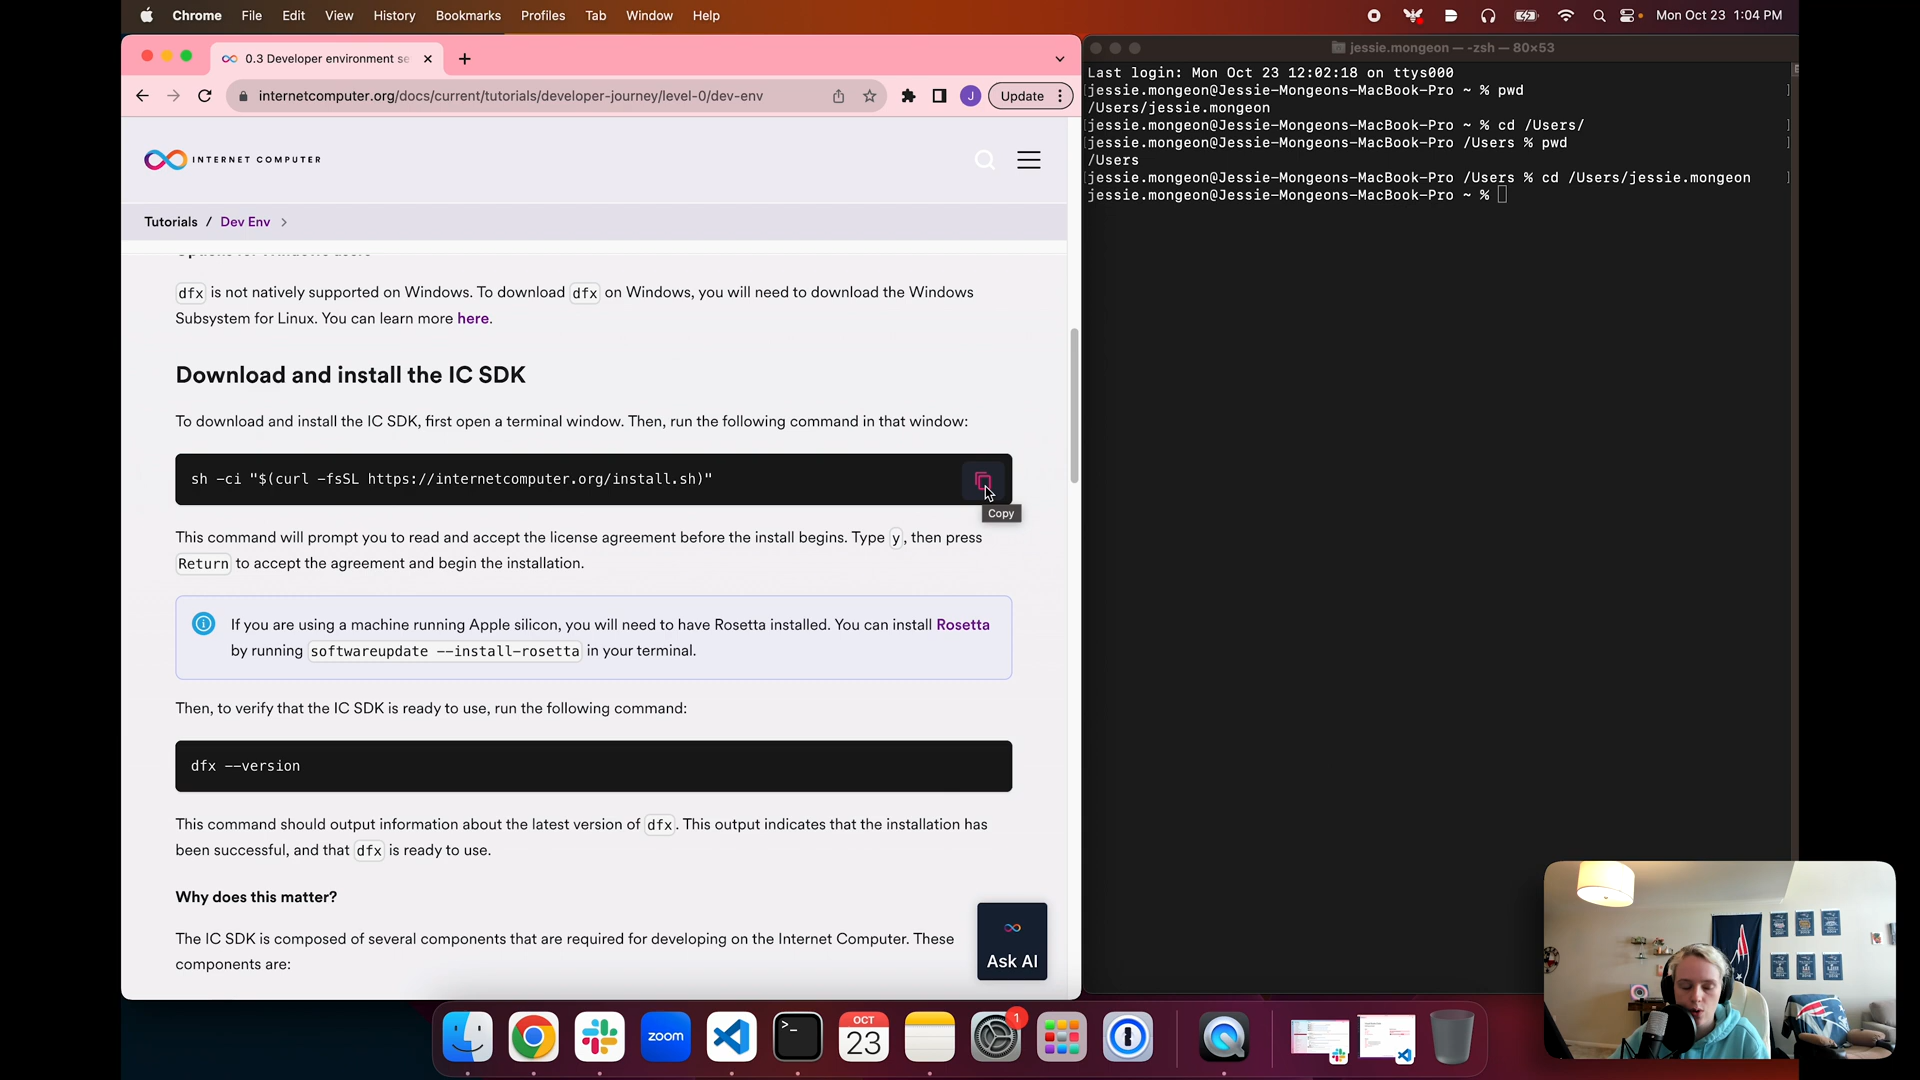 Chrome File Edit View History Bookmarks Profiles Tab Window Help
Mon Oct 23 1:04 PM
0.3 Developer environment se
internetcomputer.org/docs/current/tutorials/developer-journey/level-0/dev-env
J
Update
INTERNET COMPUTER
Tutorials / Dev Env >
dfx is not natively supported on Windows. To download dfx on Windows, you will need to download the Windows
Subsystem for Linux. You can learn more here.
Download and install the IC SDK
To download and install the IC SDK, first open a terminal window. Then, run the following command in that window:
sh -ci "$(curl -fsSL https://internetcomputer.org/install.sh)"
Copy
This command will prompt you to read and accept the license agreement before the install begins. Type y, then press
Return to accept the agreement and begin the installation.
If you are using a machine running Apple silicon, you will need to have Rosetta installed. You can install Rosetta
by running softwareupdate --install-rosetta in your terminal.
Then, to verify that the IC SDK is ready to use, run the following command:
dfx --version
This command should output information about the latest version of dfx. This output indicates that the installation has
been successful, and that dfx is ready to use.
Why does this matter?
The IC SDK is composed of several components that are required for developing on the Internet Computer. These
components are:
Ask AI
jessie.mongeon — -zsh — 80×53
Last login: Mon Oct 23 12:02:18 on ttys000
[jessie.mongeon@Jessie-Mongeons-MacBook-Pro ~ % pwd ]
/Users/jessie.mongeon
[jessie.mongeon@Jessie-Mongeons-MacBook-Pro ~ % cd /Users/ ]
[jessie.mongeon@Jessie-Mongeons-MacBook-Pro /Users % pwd ]
/Users
[jessie.mongeon@Jessie-Mongeons-MacBook-Pro /Users % cd /Users/jessie.mongeon ]
jessie.mongeon@Jessie-Mongeons-MacBook-Pro ~ %
zoom
>_
OCT
23
1